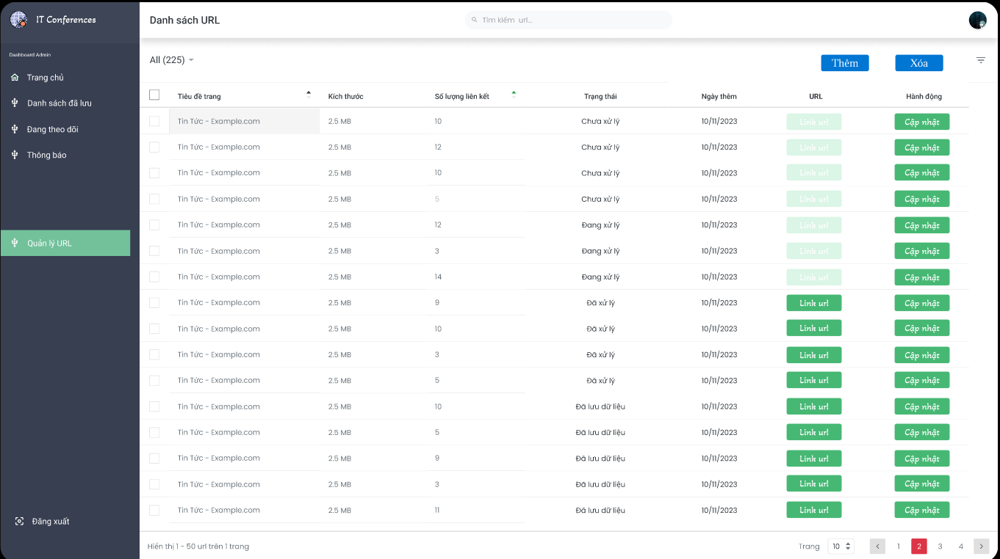 IT Conferences
Danh sách URL
Tìm kiếm url...
Dashboard Admin
Trang chủ
Danh sách đã lưu
Đang theo dõi
Thông báo
Quản lý URL
Đăng xuất
All (225)
Thêm
Xóa
Tiêu đề trang Kích thước Số lượng liên kết Trạng thái Ngày thêm URL Hành động
Tin Tức - Example.com 2.5 MB 10 Chưa xử lý 10/11/2023 Link url Cập nhật
Tin Tức - Example.com 2.5 MB 12 Chưa xử lý 10/11/2023 Link url Cập nhật
Tin Tức - Example.com 2.5 MB 10 Chưa xử lý 10/11/2023 Link url Cập nhật
Tin Tức - Example.com 2.5 MB 5 Chưa xử lý 10/11/2023 Link url Cập nhật
Tin Tức - Example.com 2.5 MB 12 Đang xử lý 10/11/2023 Link url Cập nhật
Tin Tức - Example.com 2.5 MB 3 Đang xử lý 10/11/2023 Link url Cập nhật
Tin Tức - Example.com 2.5 MB 14 Đang xử lý 10/11/2023 Link url Cập nhật
Tin Tức - Example.com 2.5 MB 9 Đã xử lý 10/11/2023 Link url Cập nhật
Tin Tức - Example.com 2.5 MB 10 Đã xử lý 10/11/2023 Link url Cập nhật
Tin Tức - Example.com 2.5 MB 3 Đã xử lý 10/11/2023 Link url Cập nhật
Tin Tức - Example.com 2.5 MB 5 Đã xử lý 10/11/2023 Link url Cập nhật
Tin Tức - Example.com 2.5 MB 10 Đã lưu dữ liệu 10/11/2023 Link url Cập nhật
Tin Tức - Example.com 2.5 MB 5 Đã lưu dữ liệu 10/11/2023 Link url Cập nhật
Tin Tức - Example.com 2.5 MB 9 Đã lưu dữ liệu 10/11/2023 Link url Cập nhật
Tin Tức - Example.com 2.5 MB 3 Đã lưu dữ liệu 10/11/2023 Link url Cập nhật
Tin Tức - Example.com 2.5 MB 11 Đã lưu dữ liệu 10/11/2023 Link url Cập nhật
Hiển thị 1 - 50 url trên 1 trang
Trang 10 < 1 2 3 4 >